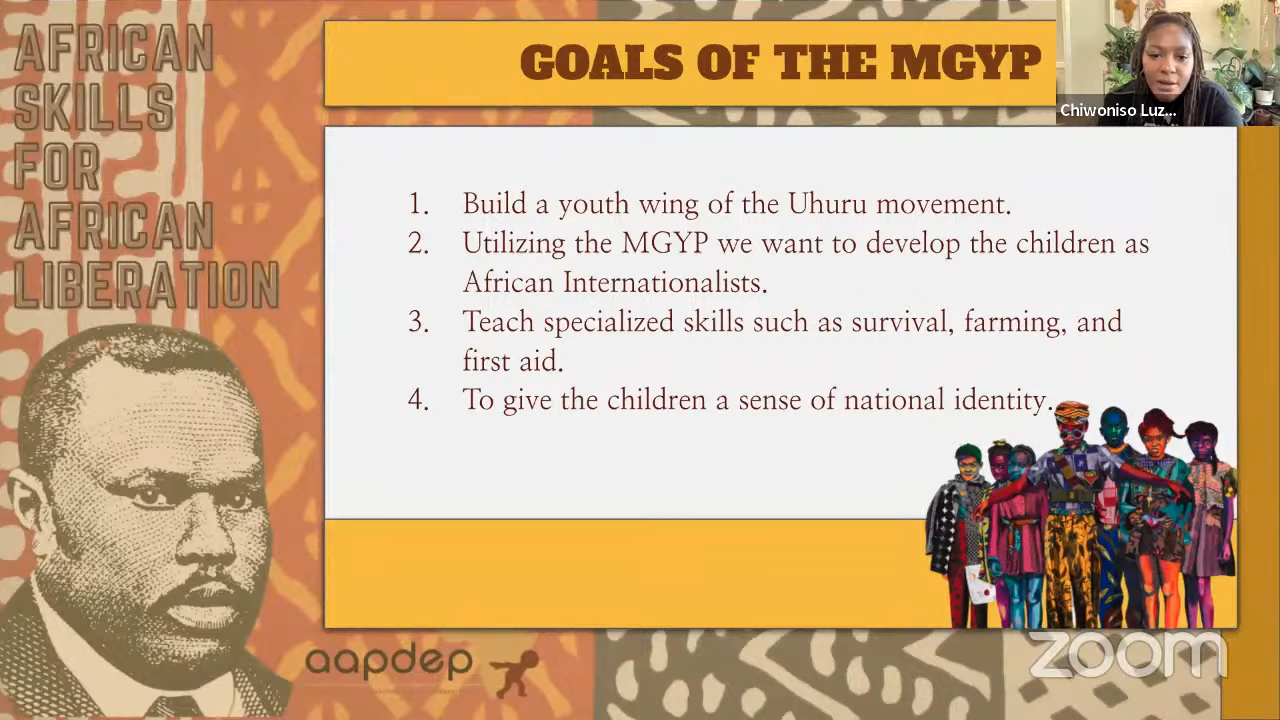 AFRICAN
SKILLS
FOR
AFRICAN
LIBERATION
GOALS OF THE MGYP
Chiwoniso Luz...
1. Build a youth wing of the Uhuru movement.
2. Utilizing the MGYP we want to develop the children as
African Internationalists.
3. Teach specialized skills such as survival, farming, and
first aid.
4. To give the children a sense of national identity.
aapdep
zoom